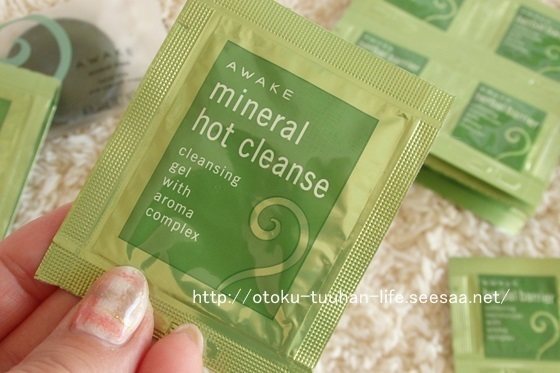 AWAKE
mineral
hot cleanse
cleansing
gel
with
aroma
complex
http://otoku-tuuhan-life.seesaa.net/